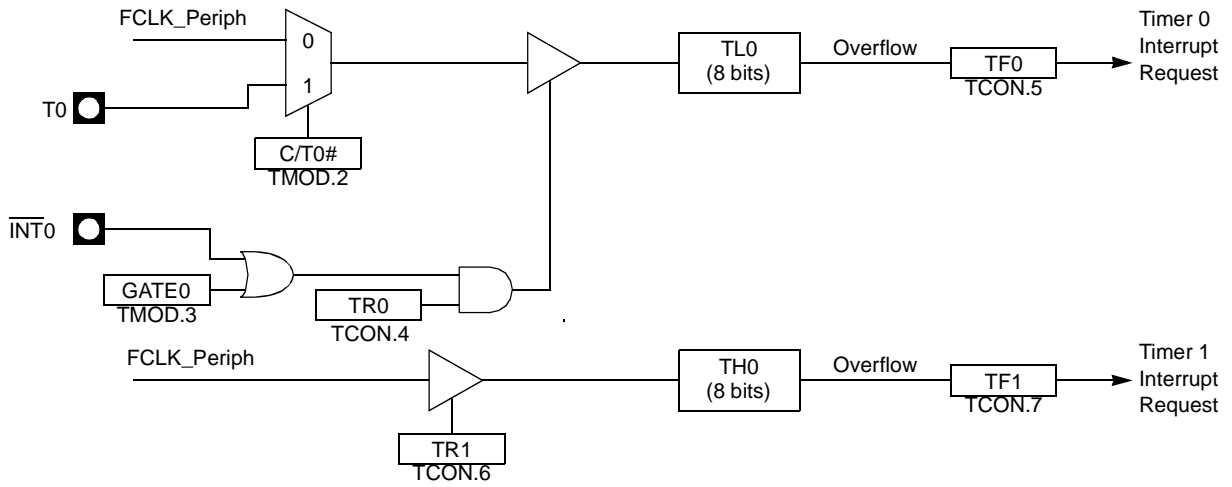 FCLK_Periph
0
1
T0
C/T0#
TMOD.2
TL0
(8 bits)
Overflow
TF0
TCON.5
Timer 0
Interrupt
Request
INT0
GATE0
TMOD.3
TR0
TCON.4
FCLK_Periph
TR1
TCON.6
TH0
(8 bits)
Overflow
TF1
TCON.7
Timer 1
Interrupt
Request